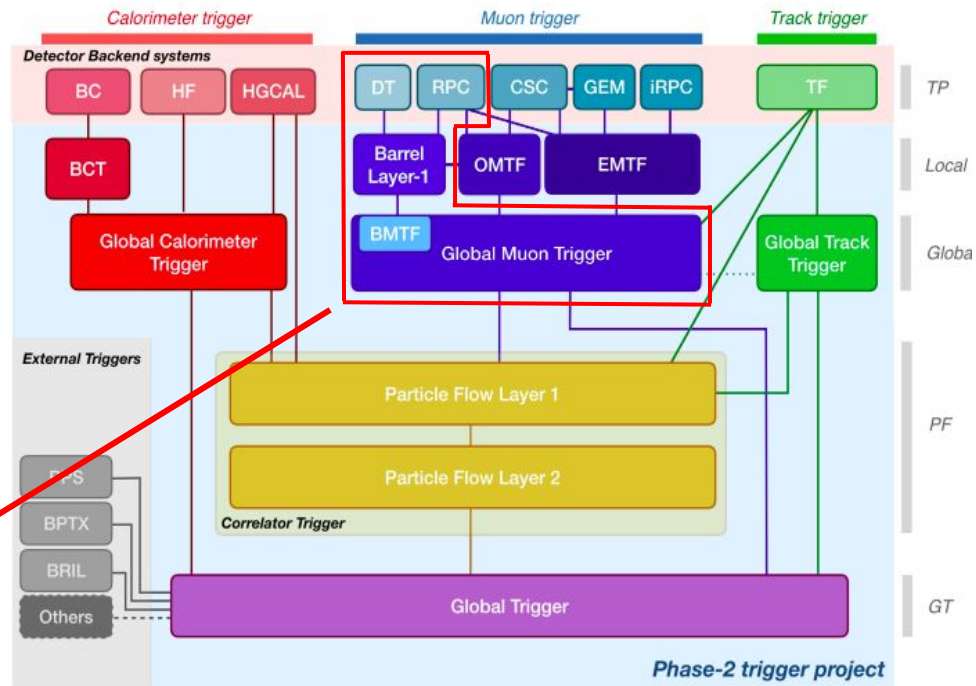 Calorimeter trigger
Muon trigger
Track trigger
Detector Backend systems
BC
HF
HGCAL
DT
RPC
CSC
GEM
iRPC
TF
TP
BCT
Barrel
Layer-1
OMTF
EMTF
Local
Global Calorimeter
Trigger
BMTF
Global Muon Trigger
Global Track
Trigger
Globa
External Triggers
Particle Flow Layer 1
PF
Particle Flow Layer 2
PPS
BPTX
Correlator Trigger
BRIL
Others
Global Trigger
GT
Phase-2 trigger project